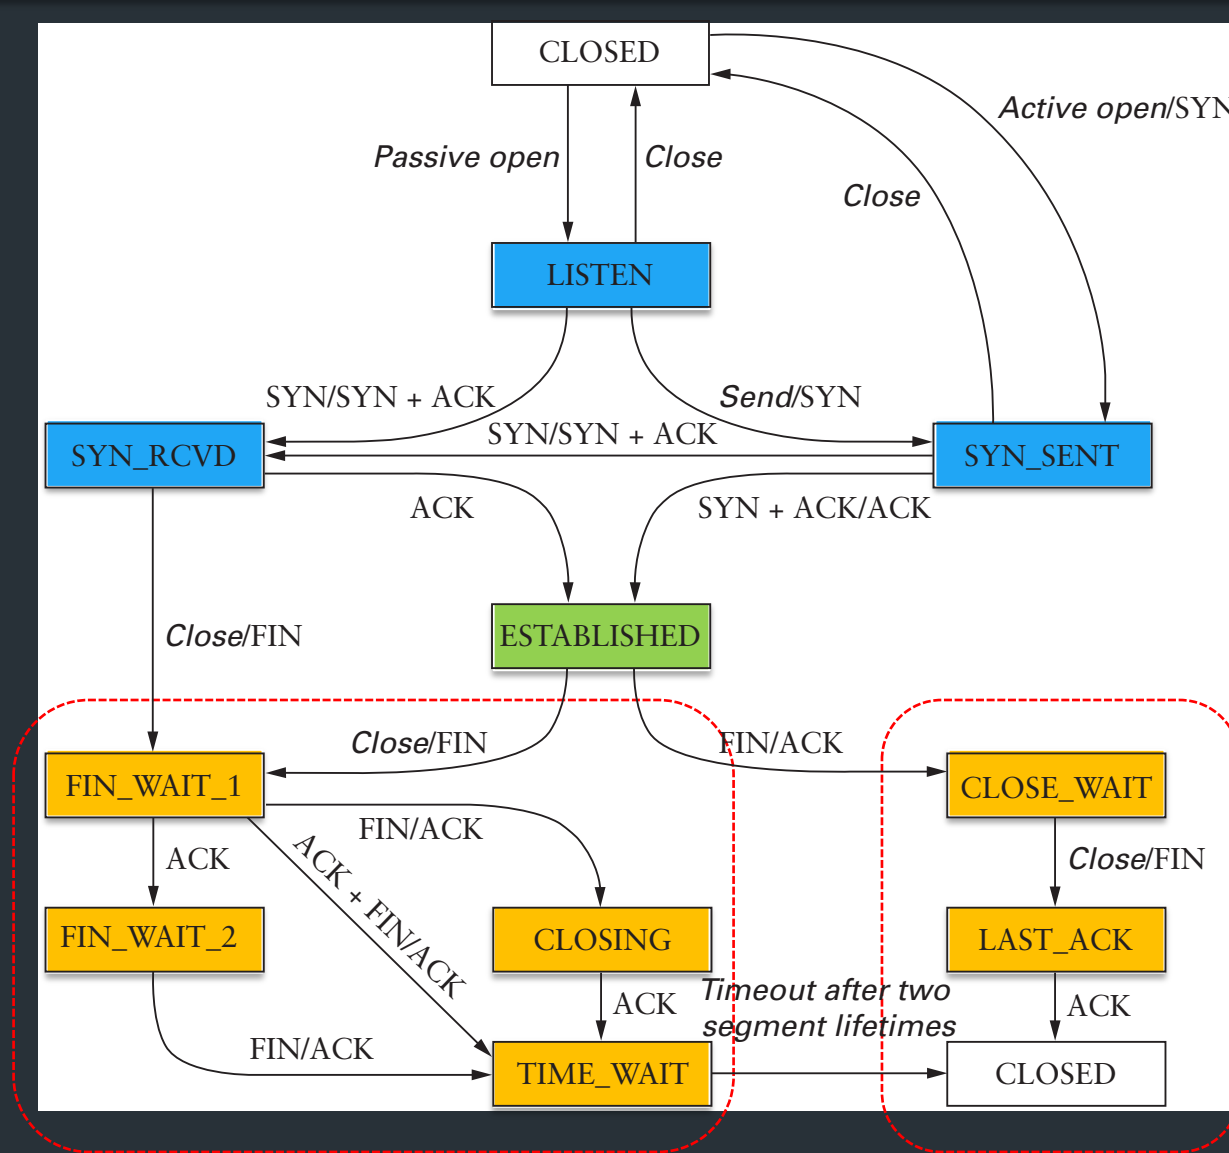 CLOSED
Active open/SYN
Passive open
Close
Close
LISTEN
SYN/SYN + ACK
Send/SYN
SYN/SYN + ACK
SYN_RCVD
SYN_SENT
ACK
SYN + ACK/ACK
Close/FIN
ESTABLISHED
Close/FIN
FIN/ACK
FIN_WAIT_1
CLOSE_WAIT
FIN/ACK
ACK
ACK + FIN/ACK
Close/FIN
FIN_WAIT_2
CLOSING
LAST_ACK
ACK
Timeout after two
segment lifetimes
ACK
FIN/ACK
TIME_WAIT
CLOSED